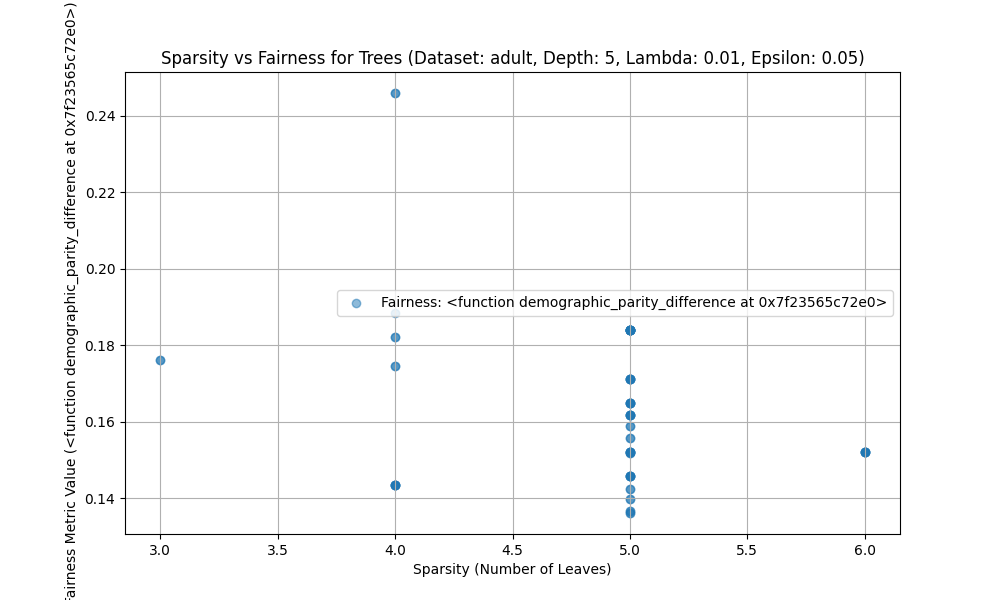 Sparsity vs Fairness for Trees (Dataset: adult, Depth: 5, Lambda: 0.01, Epsilon: 0.05)
Fairness Metric Value (<function demographic_parity_difference at 0x7f23565c72e0>)
0.24
0.22
0.20
0.18
0.16
0.14
Fairness: <function demographic_parity_difference at 0x7f23565c72e0>
3.0 3.5 4.0 4.5 5.0 5.5 6.0
Sparsity (Number of Leaves)